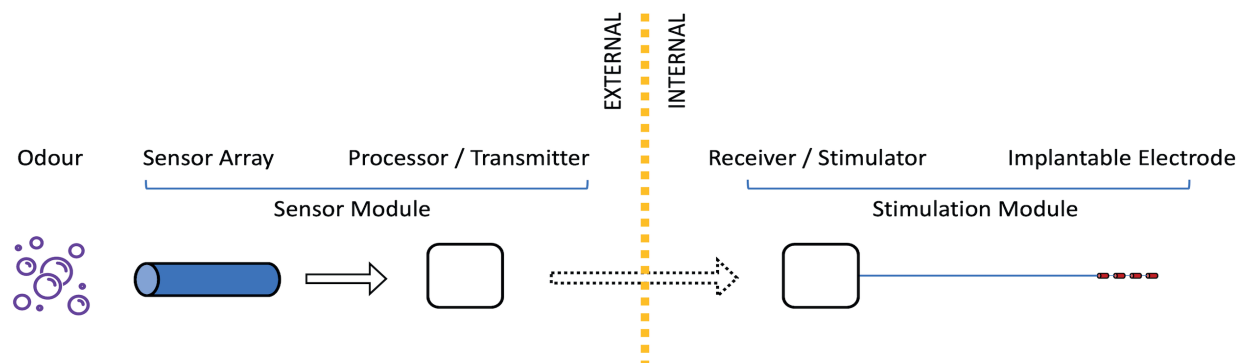 EXTERNAL
INTERNAL
Odour
Sensor Array
Processor / Transmitter
Receiver / Stimulator
Implantable Electrode
Sensor Module
Stimulation Module